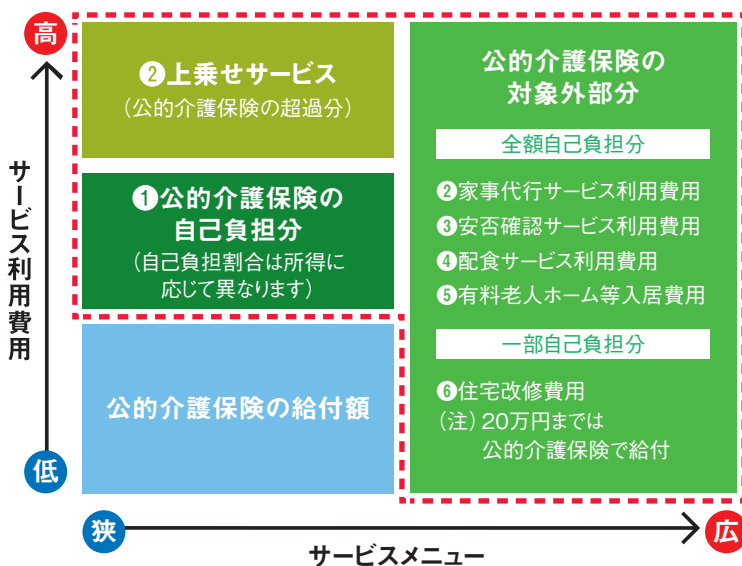 高
サービス利用費用
低
❷上乗せサービス
（公的介護保険の超過分）
❶公的介護保険の
自己負担分
（自己負担割合は所得に
応じて異なります）
公的介護保険の給付額
公的介護保険の
対象外部分
全額自己負担分
❷家事代行サービス利用費用
❸安否確認サービス利用費用
❹配食サービス利用費用
❺有料老人ホーム等入居費用
一部自己負担分
❻住宅改修費用
（注）20万円までは
公的介護保険で給付
狭
サービスメニュー
広